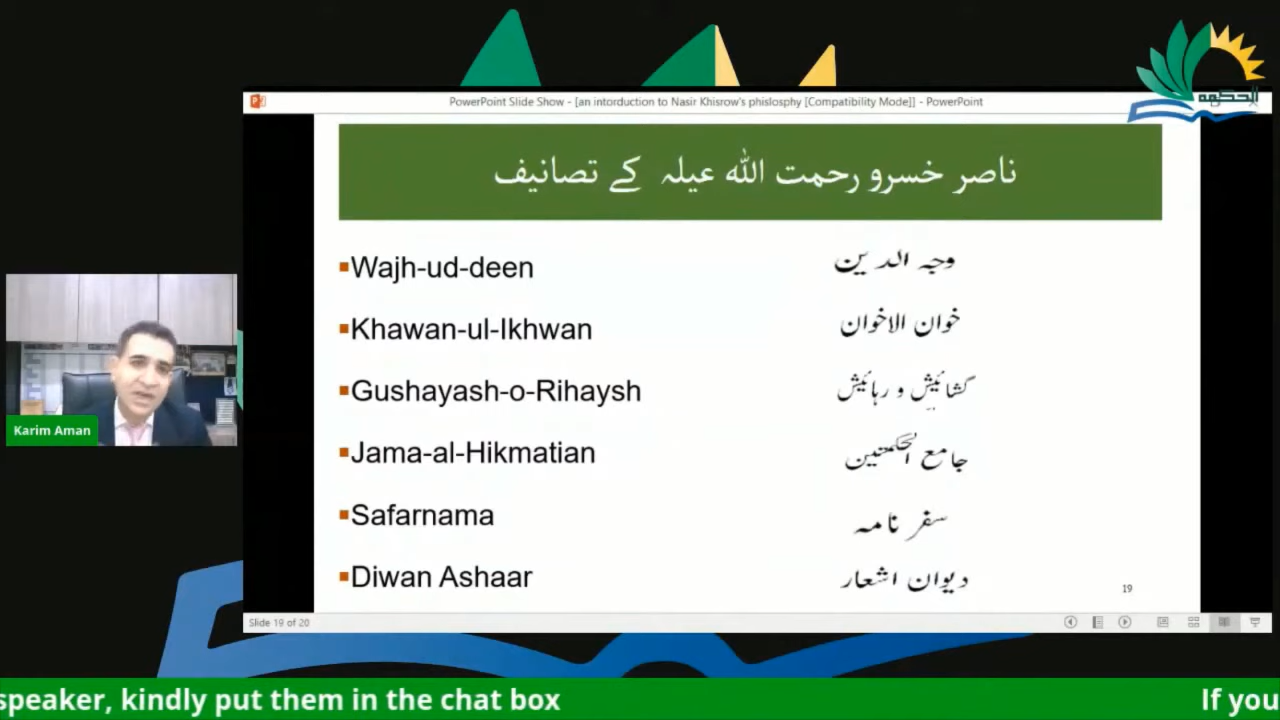 الحكمة
PowerPoint Slide Show - [an intorduction to Nasir Khisrow's phislosphy [Compatibility Mode]] - PowerPoint
ناصر خسرو رحمت اللہ عیلہ کے تصانیف
▪Wajh-ud-deen وجہ الدین
▪Khawan-ul-Ikhwan خوان الاخوان
▪Gushayash-o-Rihaysh گشائیش و رہائیش
▪Jama-al-Hikmatian جامع الحکمتین
▪Safarnama سفر نامہ
▪Diwan Ashaar دیوان اشعار
19
Slide 19 of 20
Karim Aman
speaker, kindly put them in the chat box If you